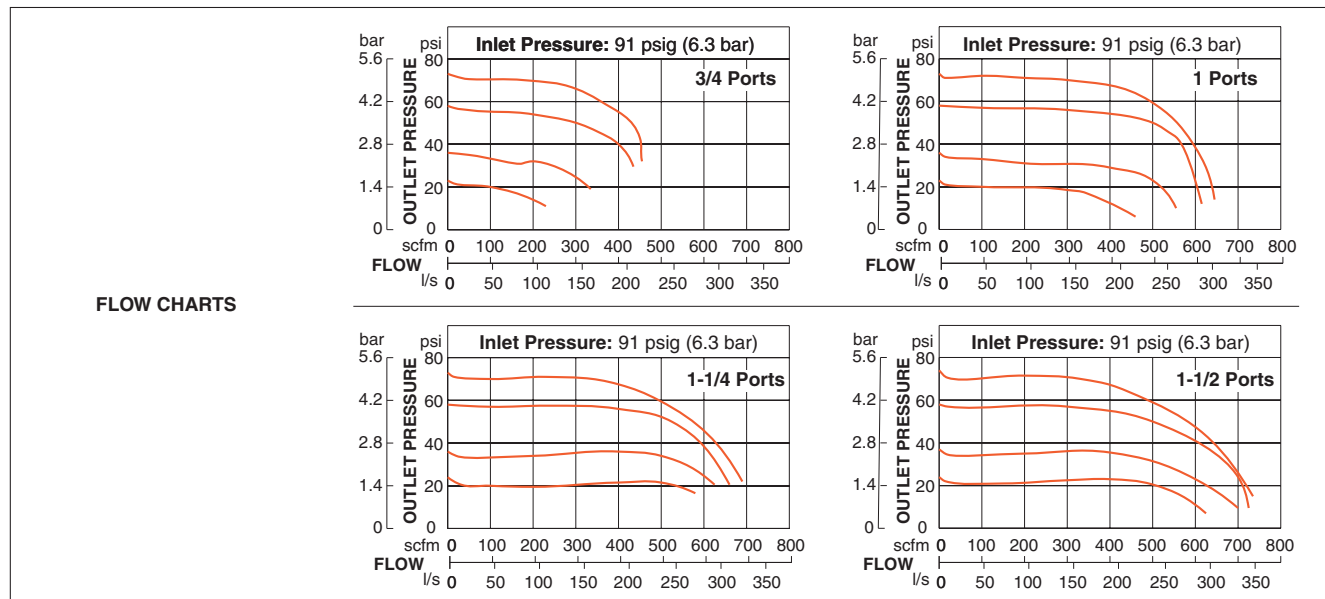 FLOW CHARTS
bar psi Inlet Pressure: 91 psig (6.3 bar)
5.6 80
3/4 Ports
4.2 60
2.8 40
1.4 20
0 0
OUTLET PRESSURE
scfm 0 100 200 300 400 500 600 700 800
FLOW
l/s 0 50 100 150 200 250 300 350
bar psi Inlet Pressure: 91 psig (6.3 bar)
5.6 80
1 Ports
4.2 60
2.8 40
1.4 20
0 0
OUTLET PRESSURE
scfm 0 100 200 300 400 500 600 700 800
FLOW
l/s 0 50 100 150 200 250 300 350
bar psi Inlet Pressure: 91 psig (6.3 bar)
5.6 80
1-1/4 Ports
4.2 60
2.8 40
1.4 20
0 0
OUTLET PRESSURE
scfm 0 100 200 300 400 500 600 700 800
FLOW
l/s 0 50 100 150 200 250 300 350
bar psi Inlet Pressure: 91 psig (6.3 bar)
5.6 80
1-1/2 Ports
4.2 60
2.8 40
1.4 20
0 0
OUTLET PRESSURE
scfm 0 100 200 300 400 500 600 700 800
FLOW
l/s 0 50 100 150 200 250 300 350